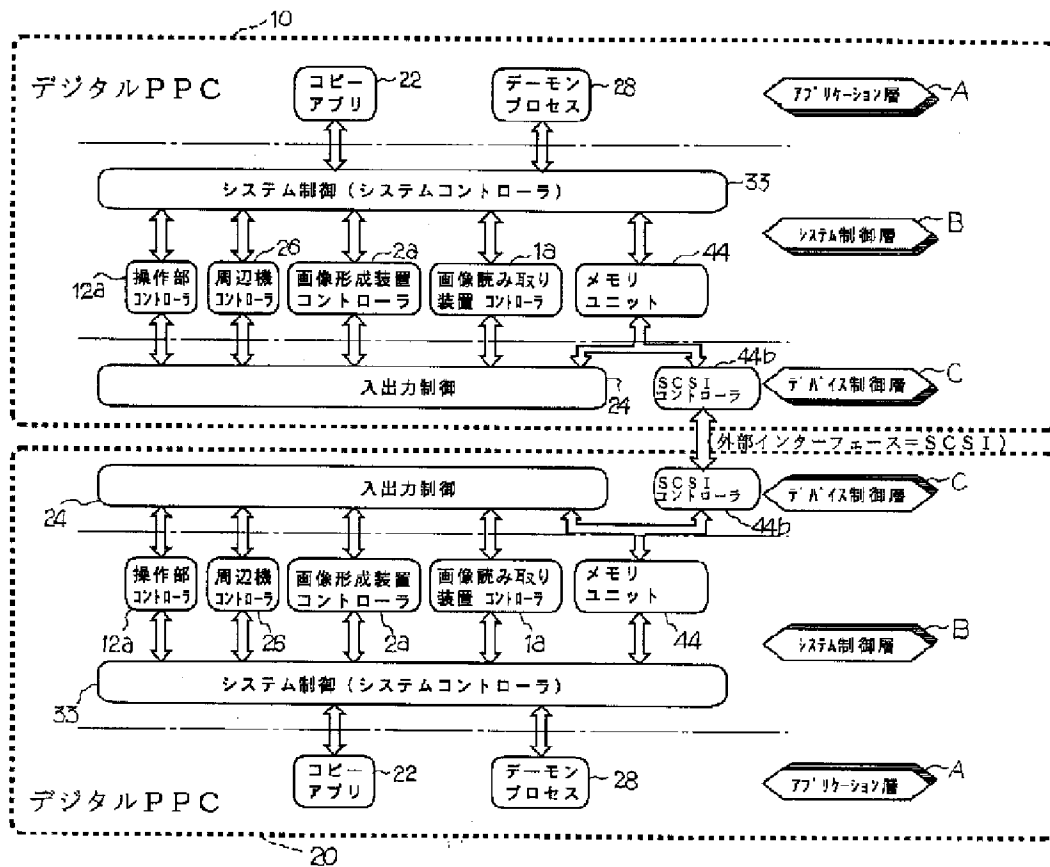 10
デジタルPPC
コピー
アプリ
22
デーモン
プロセス
28
アプリケーション層
A
システム制御(システムコントローラ)
33
システム制御層
B
12a
操作部
コントローラ
26
周辺機
コントローラ
2a
画像形成装置
コントローラ
1a
画像読み取り
装置 コントローラ
44
メモリ
ユニット
入出力制御
24
44b
SCSI
コントローラ
デバイス制御層
C
(外部インターフェース=SCSI)
入出力制御
24
SCSI
コントローラ
44b
デバイス制御層
C
操作部
コントローラ
12a
周辺機
コントローラ
26
画像形成装置
コントローラ
2a
画像読み取り
装置 コントローラ
1a
メモリ
ユニット
44
システム制御層
B
システム制御(システムコントローラ)
33
コピー
アプリ
22
デーモン
プロセス
28
アプリケーション層
A
デジタルPPC
20